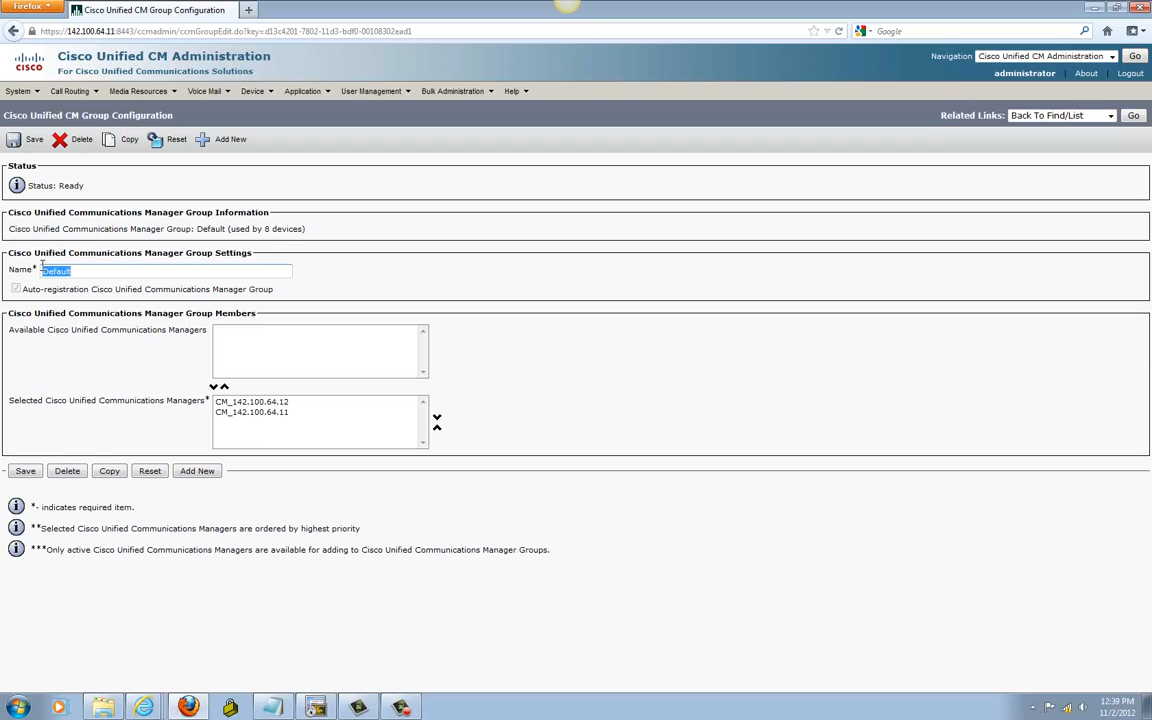 Firefox
Cisco Unified CM Group Configuration
https://142.100.64.11:8443/ccmadmin/ccmGroupEdit.do?key=d13c4201-7802-11d3-bdf0-00108302ead1
Google
CISCO
Cisco Unified CM Administration
For Cisco Unified Communications Solutions
Navigation Cisco Unified CM Administration Go
administrator About Logout
System Call Routing Media Resources Voice Mail Device Application User Management Bulk Administration Help
Cisco Unified CM Group Configuration
Related Links: Back To Find/List Go
Save Delete Copy Reset Add New
Status
Status: Ready
Cisco Unified Communications Manager Group Information
Cisco Unified Communications Manager Group: Default (used by 8 devices)
Cisco Unified Communications Manager Group Settings
Name* Default
Auto-registration Cisco Unified Communications Manager Group
Cisco Unified Communications Manager Group Members
Available Cisco Unified Communications Managers
Selected Cisco Unified Communications Managers*
CM_142.100.64.12
CM_142.100.64.11
Save Delete Copy Reset Add New
*- indicates required item.
**Selected Cisco Unified Communications Managers are ordered by highest priority
***Only active Cisco Unified Communications Managers are available for adding to Cisco Unified Communications Manager Groups.
12:39 PM
11/2/2012